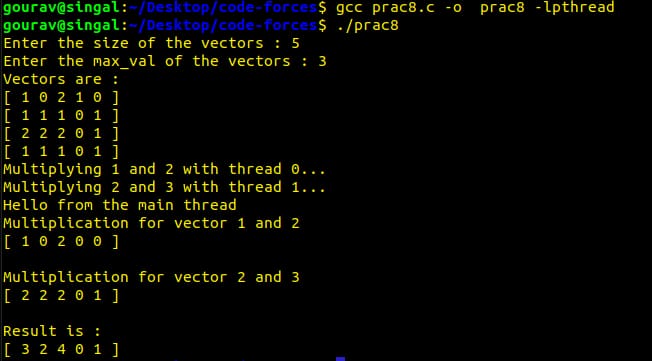 gourav@singal:~/Desktop/code-forces$ gcc prac8.c -o  prac8 -lpthread
gourav@singal:~/Desktop/code-forces$ ./prac8
Enter the size of the vectors : 5
Enter the max_val of the vectors : 3
Vectors are :
[ 1 0 2 1 0 ]
[ 1 1 1 0 1 ]
[ 2 2 2 0 1 ]
[ 1 1 1 0 1 ]
Multiplying 1 and 2 with thread 0...
Multiplying 2 and 3 with thread 1...
Hello from the main thread
Multiplication for vector 1 and 2
[ 1 0 2 0 0 ]
Multiplication for vector 2 and 3
[ 2 2 2 0 1 ]
Result is :
[ 3 2 4 0 1 ]